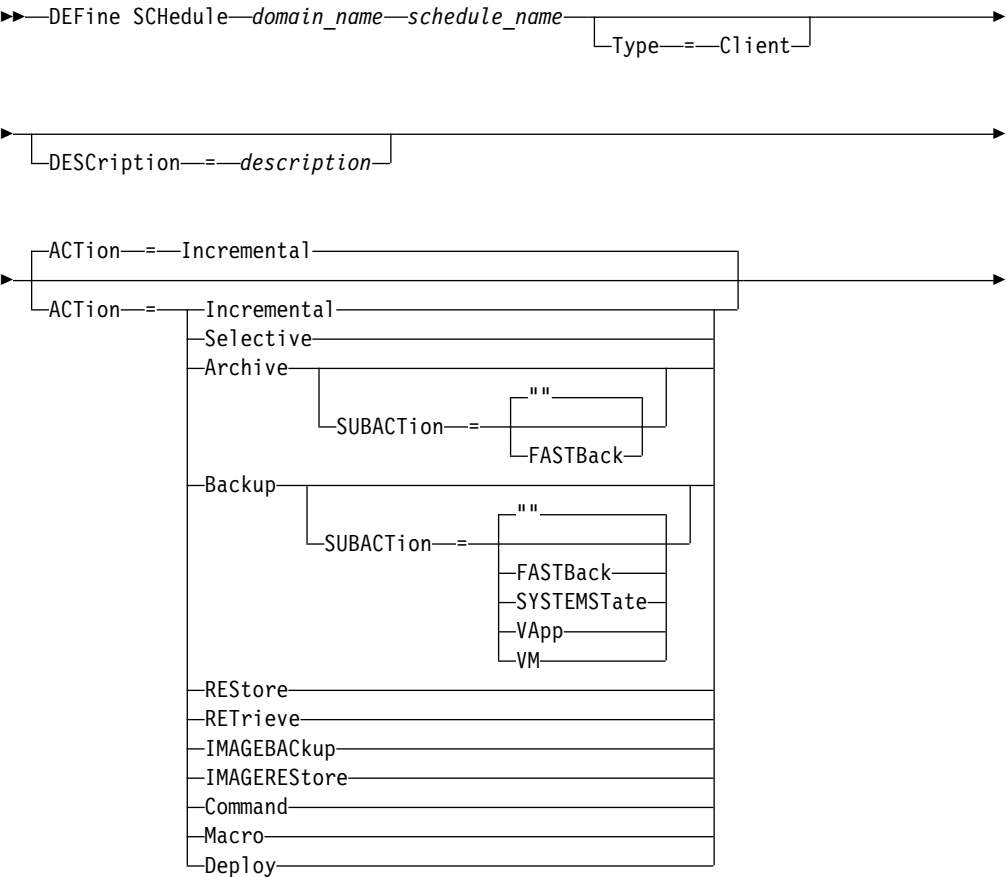 DEFine SCHedule domain_name schedule_name
Type = Client
DESCription = description
ACTion = Incremental
ACTion = Incremental
Selective
Archive
""
SUBACTion =
FASTBack
Backup
""
SUBACTion =
FASTBack
SYSTEMSTate
VApp
VM
REStore
RETrieve
IMAGEBACkup
IMAGEREStore
Command
Macro
Deploy